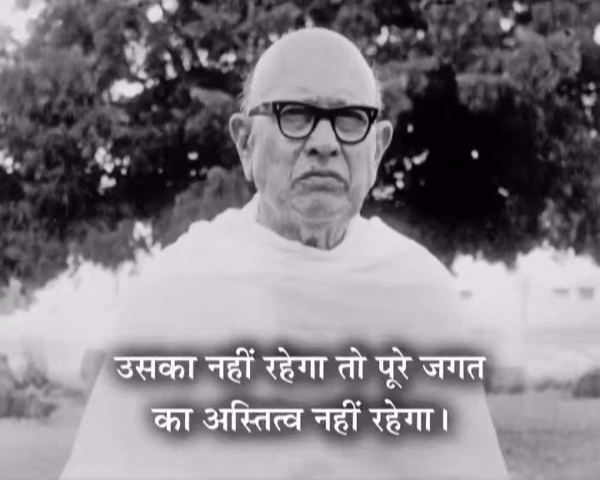 उसका नहीं रहेगा तो पूरे जगत
का अस्तित्व नहीं रहेगा।